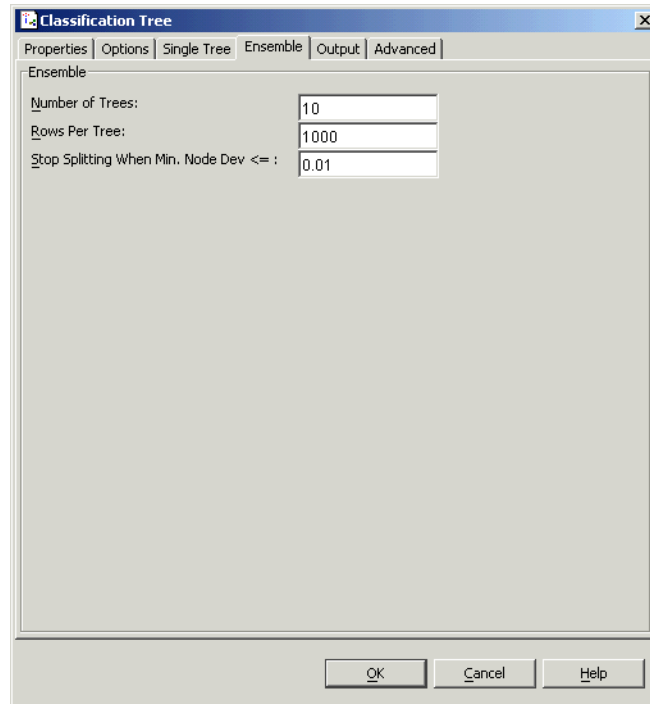 Classification Tree
Properties Options Single Tree Ensemble Output Advanced
Ensemble
Number of Trees: 10
Rows Per Tree: 1000
Stop Splitting When Min. Node Dev <= : 0.01
OK Cancel Help